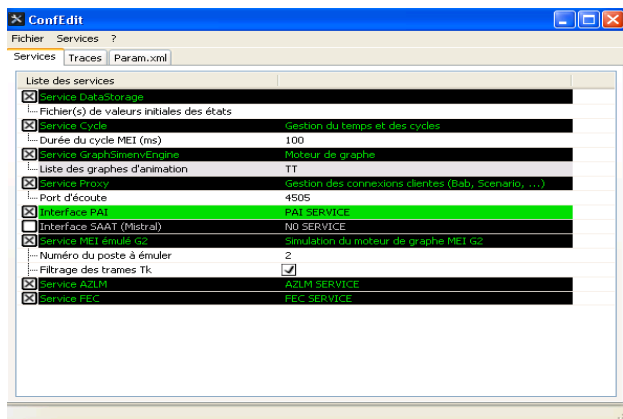 ConfEdit
Fichier Services ?
Services Traces Param.xml
Liste des services
Service DataStorage
Fichier(s) de valeurs initiales des états
Service Cycle Gestion du temps et des cycles
Durée du cycle MEI (ms) 100
Service GraphSimenvEngine Moteur de graphe
Liste des graphes d'animation TT
Service Proxy Gestion des connexions clientes (Bab, Scenario, ...)
Port d'écoute 4505
Interface PAI PAI SERVICE
Interface SAAT (Mistral) NO SERVICE
Service MEI émulé G2 Simulation du moteur de graphe MEI G2
Numéro du poste à émuler 2
Filtrage des trames Tk
Service AZLM AZLM SERVICE
Service FEC FEC SERVICE